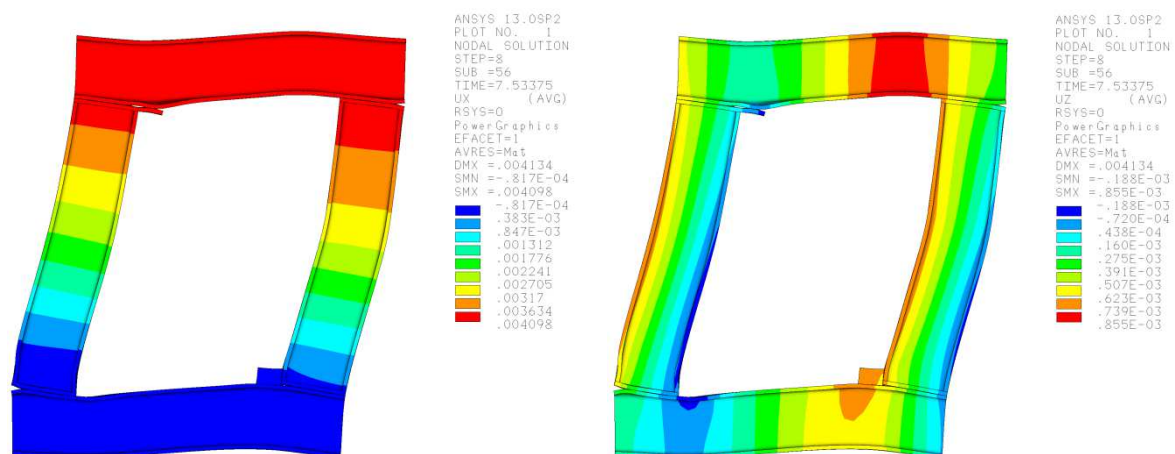 ANSYS 13.0SP2
PLOT NO. 1
NODAL SOLUTION
STEP=8
SUB =56
TIME=7.53375
UX (AVG)
RSYS=0
PowerGraphics
EFACET=1
AVRES=Mat
DMX =.004134
SMN =-.817E-04
SMX =.004098
-.817E-04
.383E-03
.847E-03
.001312
.001776
.002241
.002705
.00317
.003634
.004098
ANSYS 13.0SP2
PLOT NO. 1
NODAL SOLUTION
STEP=8
SUB =56
TIME=7.53375
UZ (AVG)
RSYS=0
PowerGraphics
EFACET=1
AVRES=Mat
DMX =.004134
SMN =-.188E-03
SMX =.855E-03
-.188E-03
-.720E-04
.438E-04
.160E-03
.275E-03
.391E-03
.507E-03
.623E-03
.739E-03
.855E-03